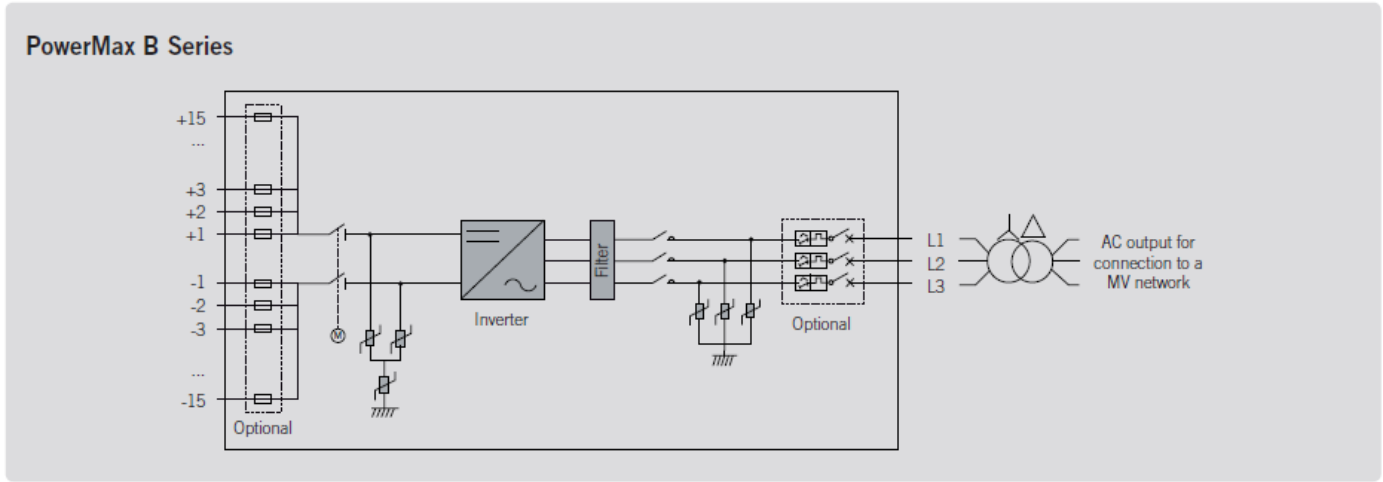 PowerMax B Series
+15
...
+3
+2
+1
-1
-2
-3
...
-15
Optional
M
Inverter
Filter
Optional
L1
L2
L3
AC output for
connection to a
MV network